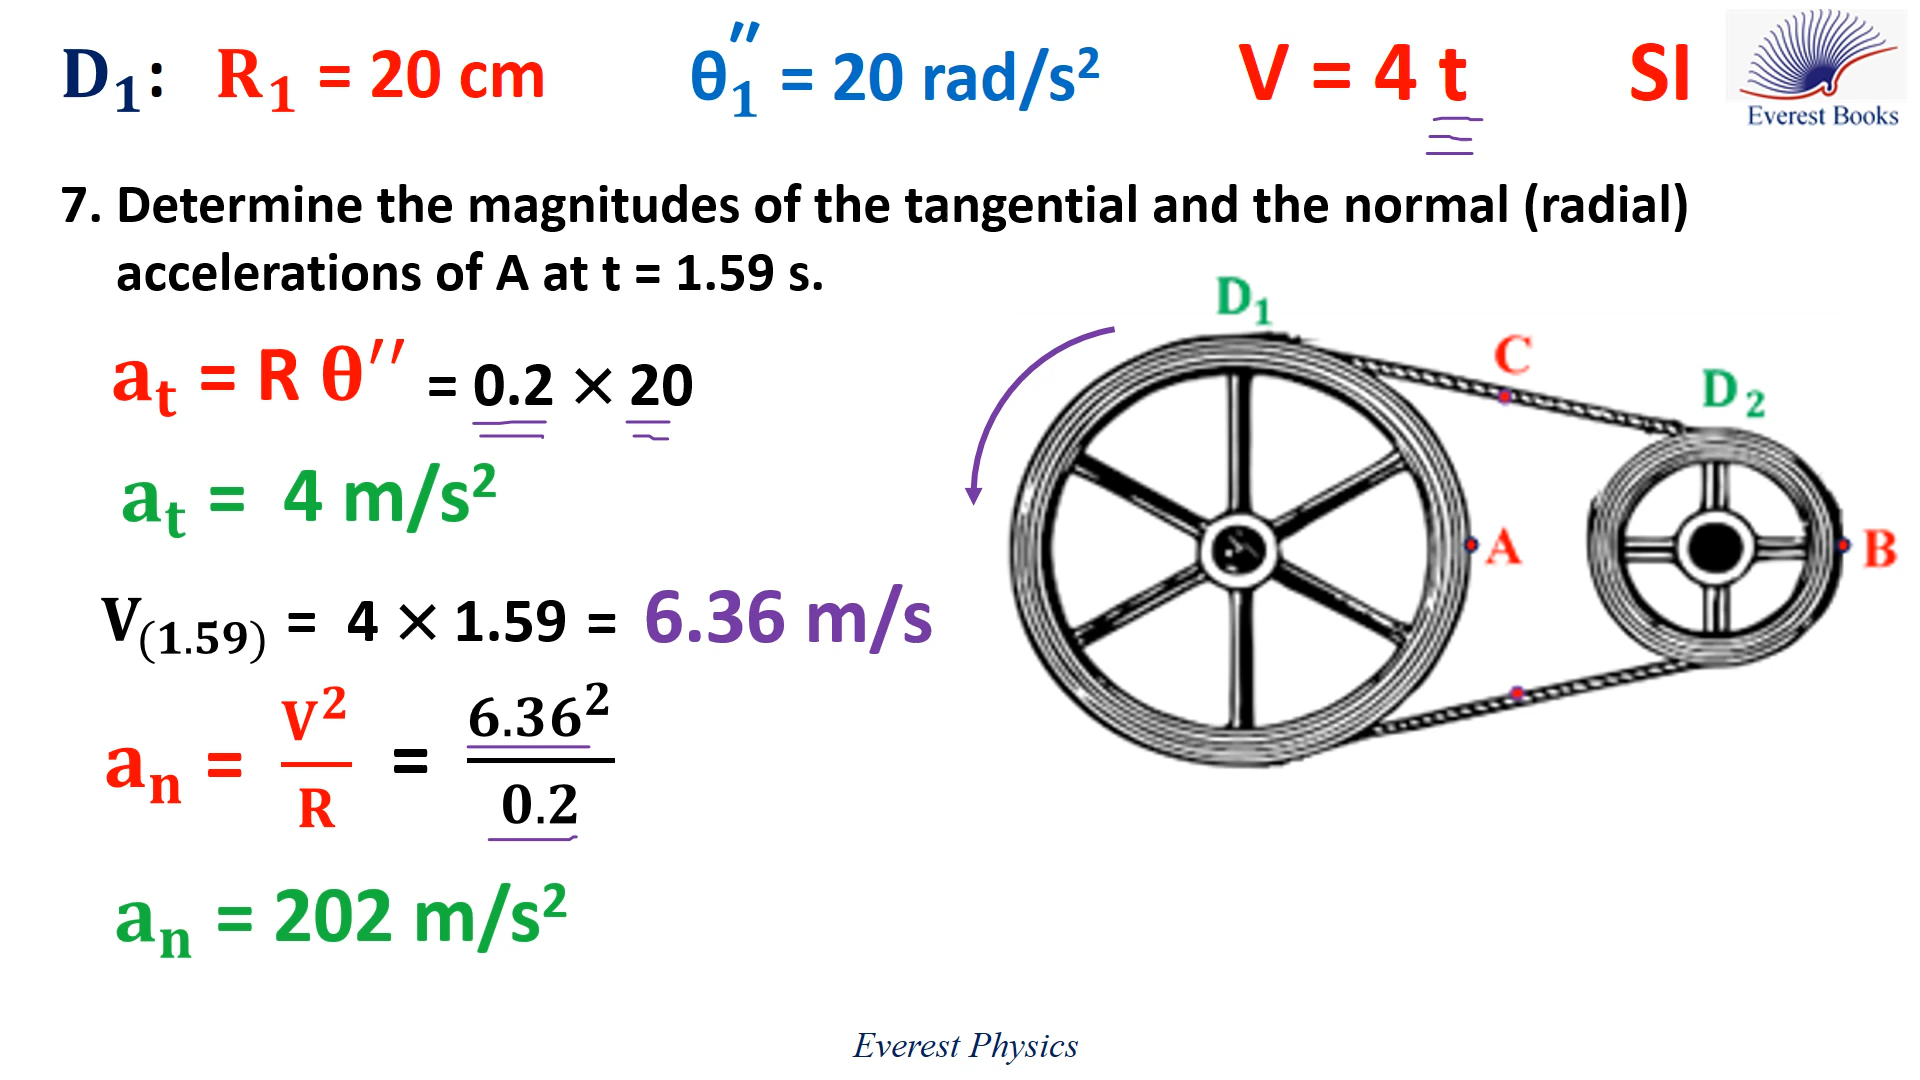 D₁: R₁ = 20 cm θ₁″ = 20 rad/s² V = 4 t SI
Everest Books
7. Determine the magnitudes of the tangential and the normal (radial)
accelerations of A at t = 1.59 s.
D₁
C
D₂
A
B
aₜ = R θ″ = 0.2 × 20
aₜ = 4 m/s²
V₍₁.₅₉₎ = 4 × 1.59 = 6.36 m/s
aₙ = V²/R = 6.36²/0.2
aₙ = 202 m/s²
Everest Physics